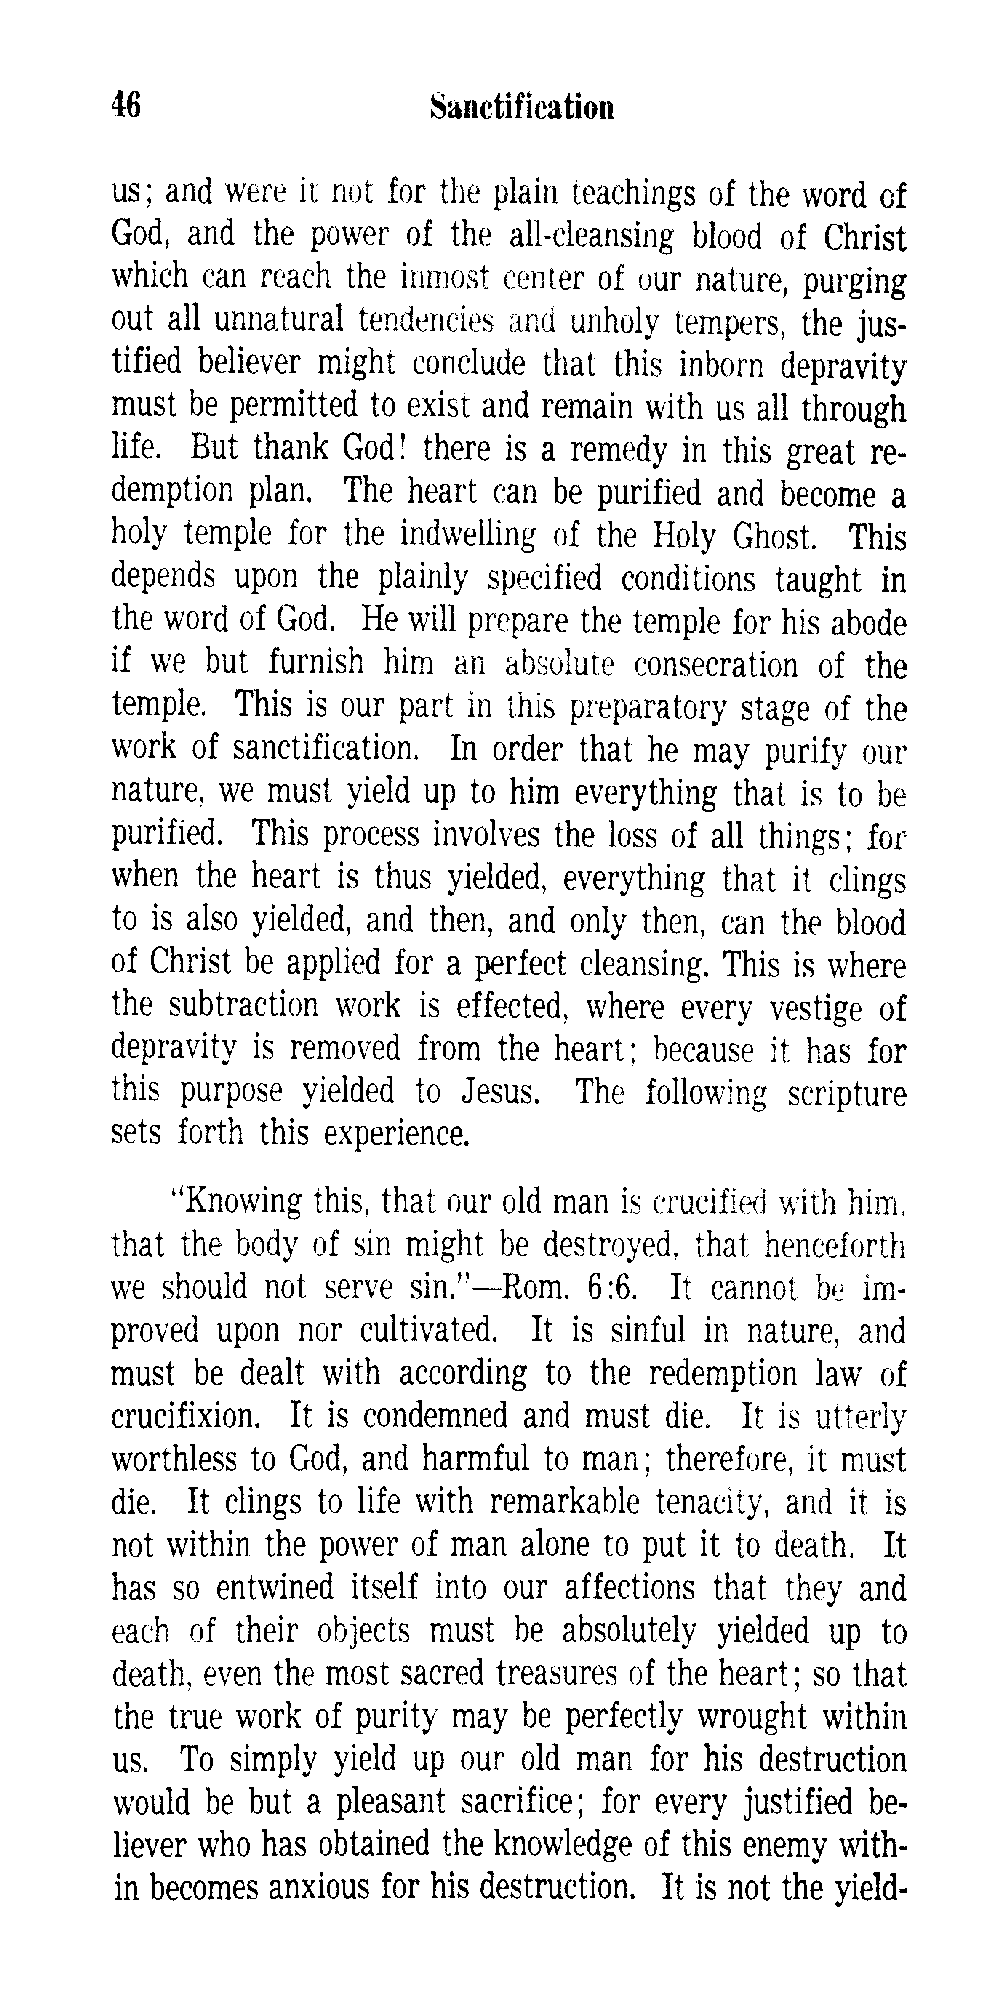 46 Sanctification
us; and were it not for the plain teachings of the word of
God, and the power of the all-cleansing blood of Christ
which can reach the inmost center of our nature, purging
out all unnatural tendencies and unholy tempers, the jus-
tified believer might conclude that this inborn depravity
must be permitted to exist and remain with us all through
life. But thank God! there is a remedy in this great re-
demption plan. The heart can be purified and become a
holy temple for the indwelling of the Holy Ghost. This
depends upon the plainly specified conditions taught in
the word of God. He will prepare the temple for his abode
if we but furnish him an absolute consecration of the
temple. This is our part in this preparatory stage of the
work of sanctification. In order that he may purify our
nature, we must yield up to him everything that is to be
purified. This process involves the loss of all things; for
when the heart is thus yielded, everything that it clings
to is also yielded, and then, and only then, can the blood
of Christ be applied for a perfect cleansing. This is where
the subtraction work is effected, where every vestige of
depravity is removed from the heart; because it has for
this purpose yielded to Jesus. The following scripture
sets forth this experience.
"Knowing this, that our old man is crucified with him,
that the body of sin might be destroyed, that henceforth
we should not serve sin."—Rom. 6:6. It cannot be im-
proved upon nor cultivated. It is sinful in nature, and
must be dealt with according to the redemption law of
crucifixion. It is condemned and must die. It is utterly
worthless to God, and harmful to man; therefore, it must
die. It clings to life with remarkable tenacity, and it is
not within the power of man alone to put it to death. It
has so entwined itself into our affections that they and
each of their objects must be absolutely yielded up to
death, even the most sacred treasures of the heart; so that
the true work of purity may be perfectly wrought within
us. To simply yield up our old man for his destruction
would be but a pleasant sacrifice; for every justified be-
liever who has obtained the knowledge of this enemy with-
in becomes anxious for his destruction. It is not the yield-